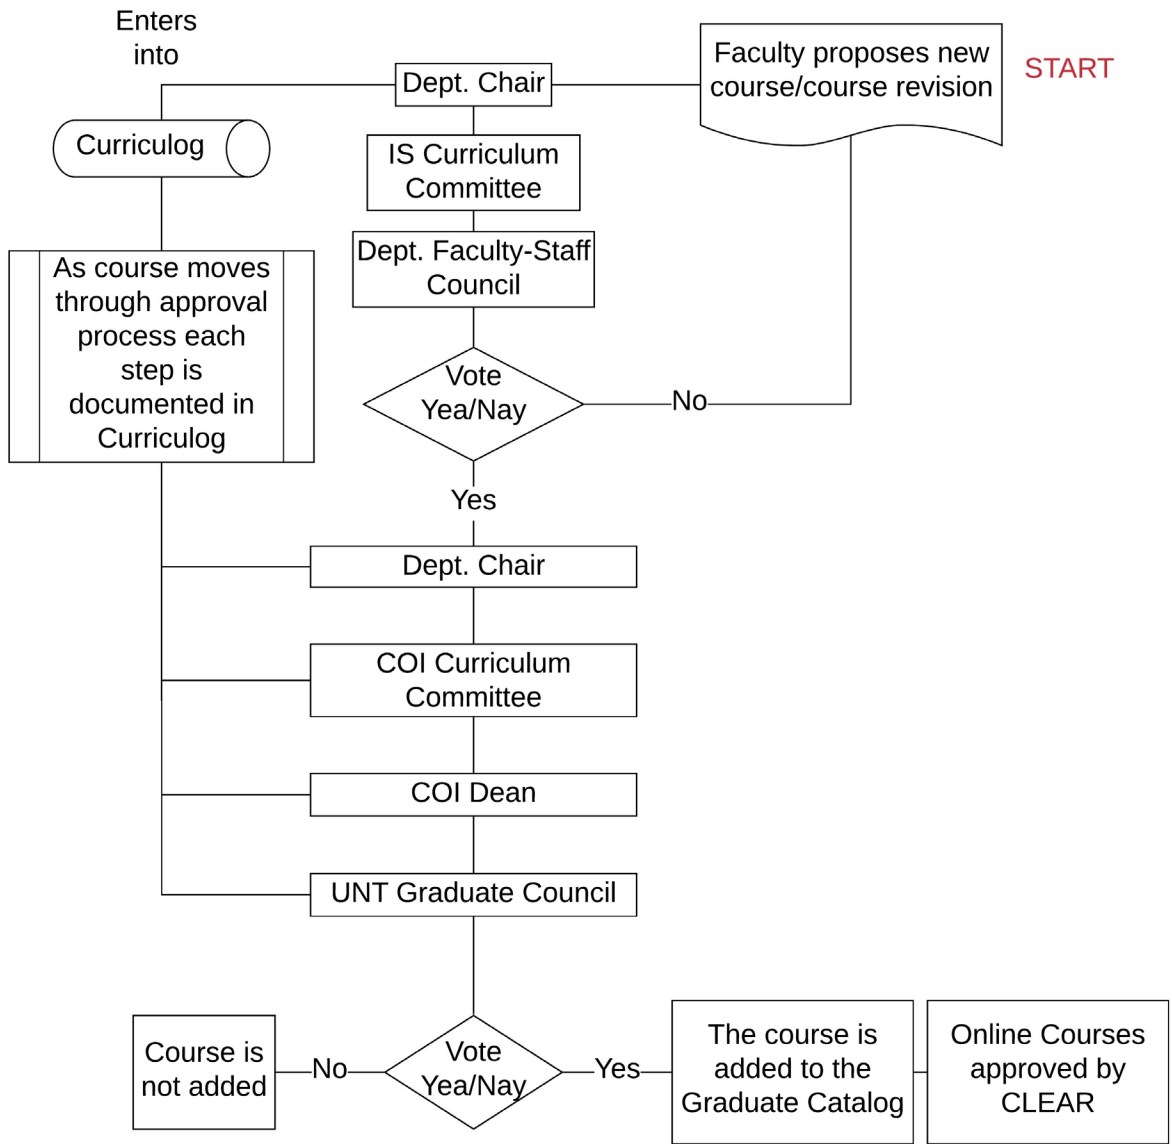 Enters
into
Dept. Chair
Faculty proposes new
course/course revision
START
Curriculog
IS Curriculum
Committee
Dept. Faculty-Staff
Council
As course moves
through approval
process each
step is
documented in
Curriculog
Vote
Yea/Nay
No
Yes
Dept. Chair
COI Curriculum
Committee
COI Dean
UNT Graduate Council
Course is
not added
No
Vote
Yea/Nay
Yes
The course is
added to the
Graduate Catalog
Online Courses
approved by
CLEAR